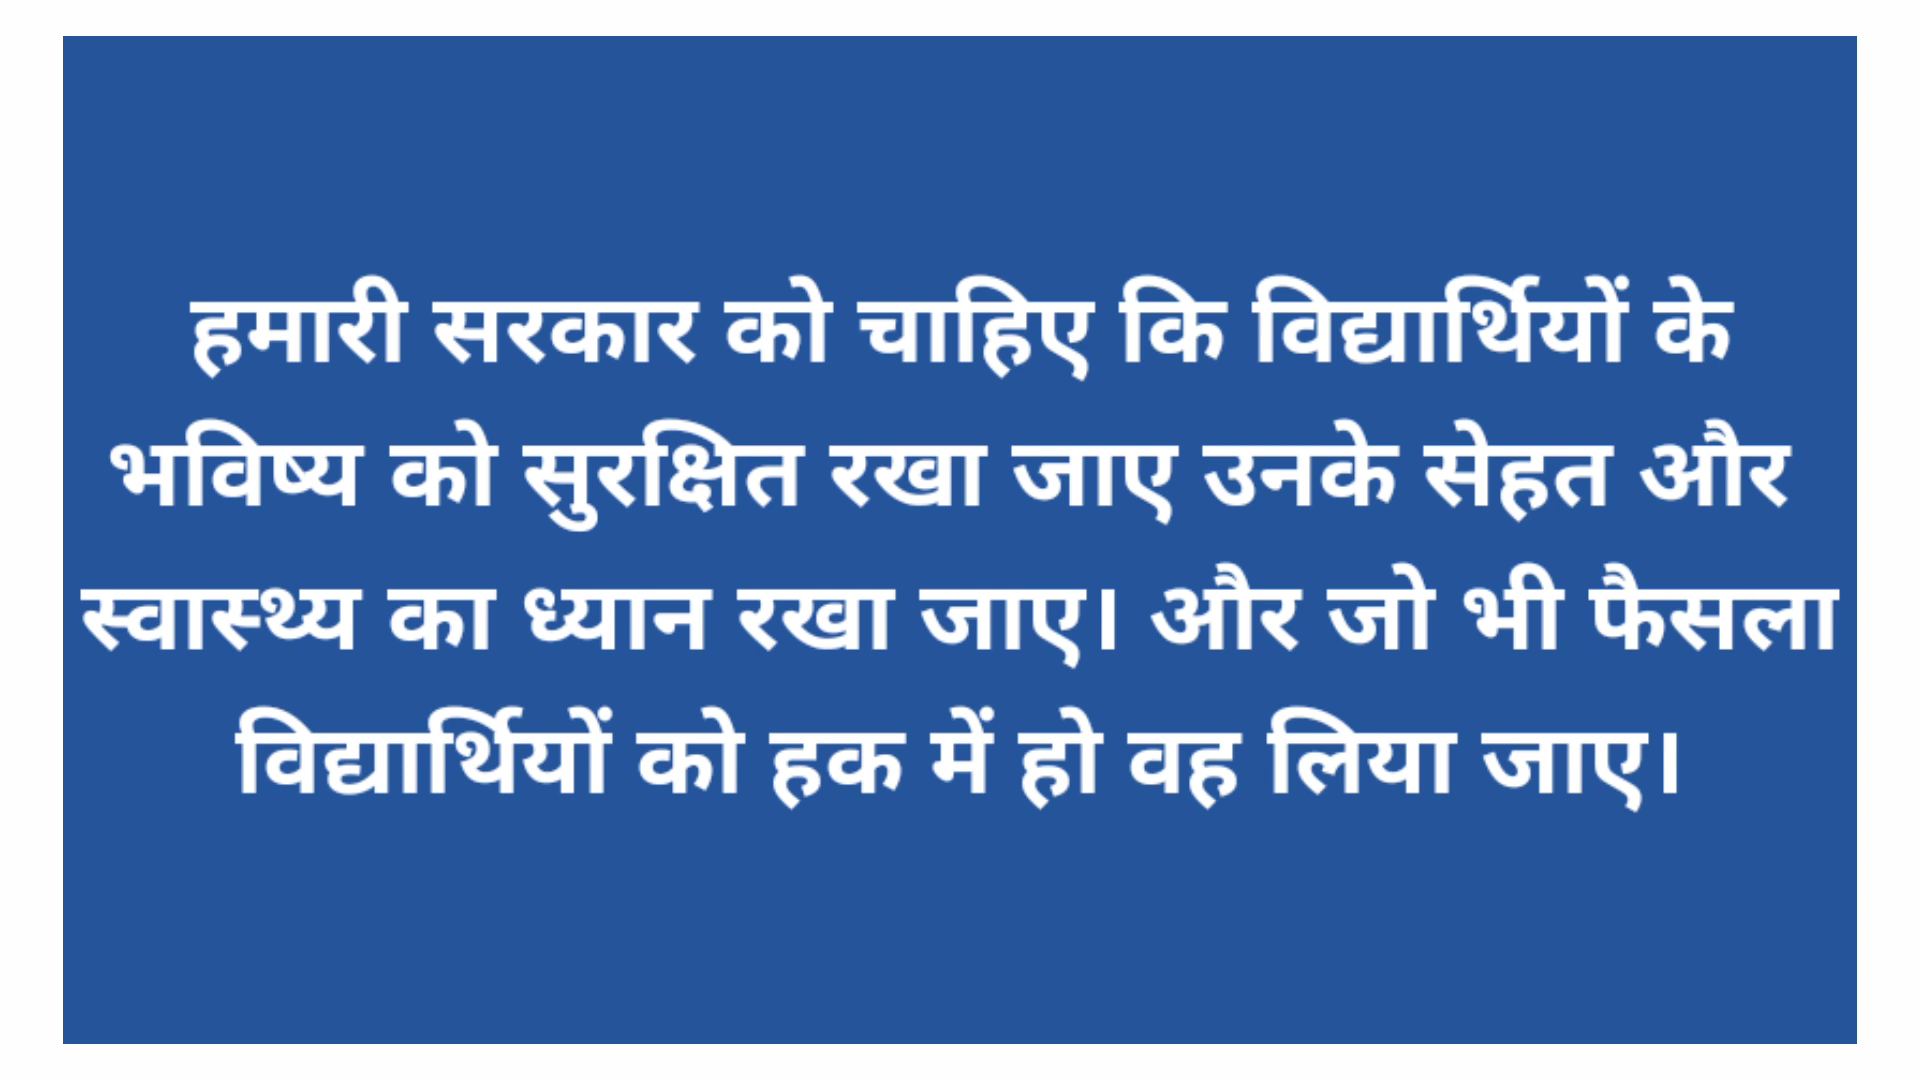 हमारी सरकार को चाहिए कि विद्यार्थियों के
भविष्य को सुरक्षित रखा जाए उनके सेहत और
स्वास्थ्य का ध्यान रखा जाए। और जो भी फैसला
विद्यार्थियों को हक में हो वह लिया जाए।